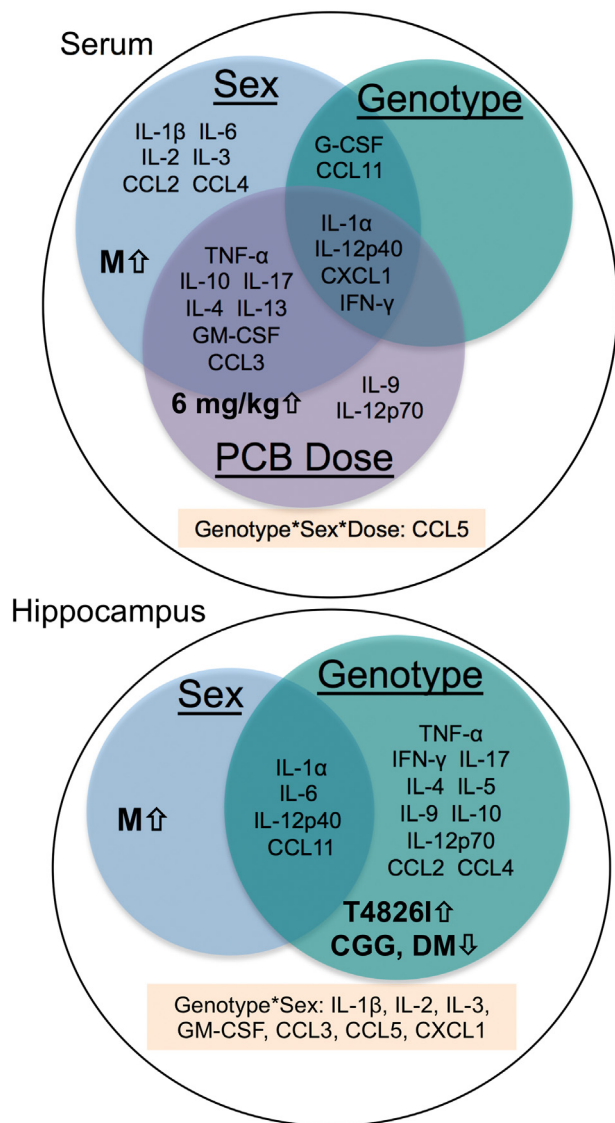 Serum
Sex
Genotype
IL-1β IL-6
IL-2 IL-3
CCL2 CCL4
G-CSF
CCL11
M⇧
IL-1α
IL-12p40
CXCL1
IFN-γ
TNF-α
IL-10 IL-17
IL-4 IL-13
GM-CSF
CCL3
6 mg/kg⇧
IL-9
IL-12p70
PCB Dose
Genotype*Sex*Dose: CCL5
Hippocampus
Sex
Genotype
M⇧
IL-1α
IL-6
IL-12p40
CCL11
TNF-α
IFN-γ IL-17
IL-4 IL-5
IL-9 IL-10
IL-12p70
CCL2 CCL4
T4826I⇧
CGG, DM⇩
Genotype*Sex: IL-1β, IL-2, IL-3,
GM-CSF, CCL3, CCL5, CXCL1